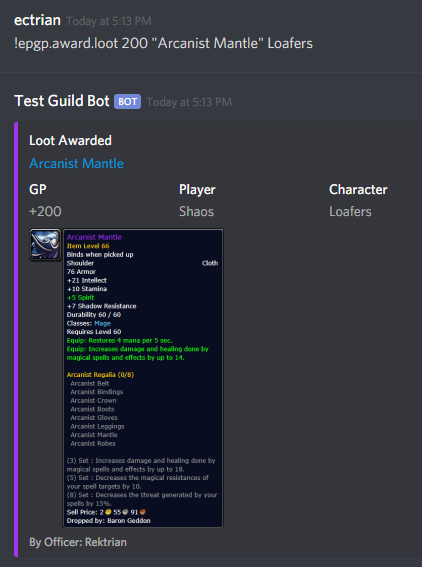 ectrian Today at 5:13 PM
!epgp.award.loot 200 "Arcanist Mantle" Loafers
Test Guild Bot BOT Today at 5:13 PM
Loot Awarded
Arcanist Mantle
GP Player Character
+200 Shaos Loafers
Arcanist Mantle
Item Level 66
Binds when picked up
Shoulder Cloth
76 Armor
+21 Intellect
+10 Stamina
+5 Spirit
+7 Shadow Resistance
Durability 60 / 60
Classes: Mage
Requires Level 60
Equip: Restores 4 mana per 5 sec.
Equip: Increases damage and healing done by
magical spells and effects by up to 14.
Arcanist Regalia (0/8)
Arcanist Belt
Arcanist Bindings
Arcanist Crown
Arcanist Boots
Arcanist Gloves
Arcanist Leggings
Arcanist Mantle
Arcanist Robes
(3) Set : Increases damage and healing done by
magical spells and effects by up to 18.
(5) Set : Decreases the magical resistances of
your spell targets by 10.
(8) Set : Decreases the threat generated by your
spells by 15%.
Sell Price: 2 55 91
Dropped by: Baron Geddon
By Officer: Rektrian